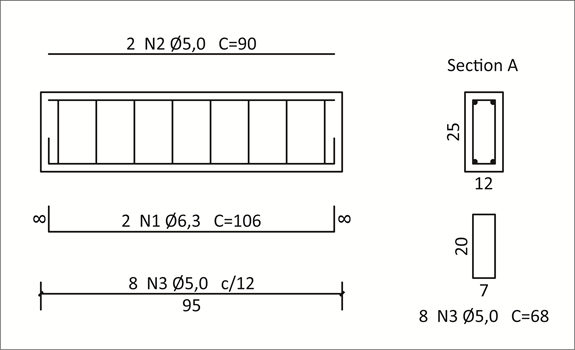 2 N2 Ø5,0 C=90
Section A
25
12
8
2 N1 Ø6,3 C=106
8
20
7
8 N3 Ø5,0 c/12
95
8 N3 Ø5,0 C=68